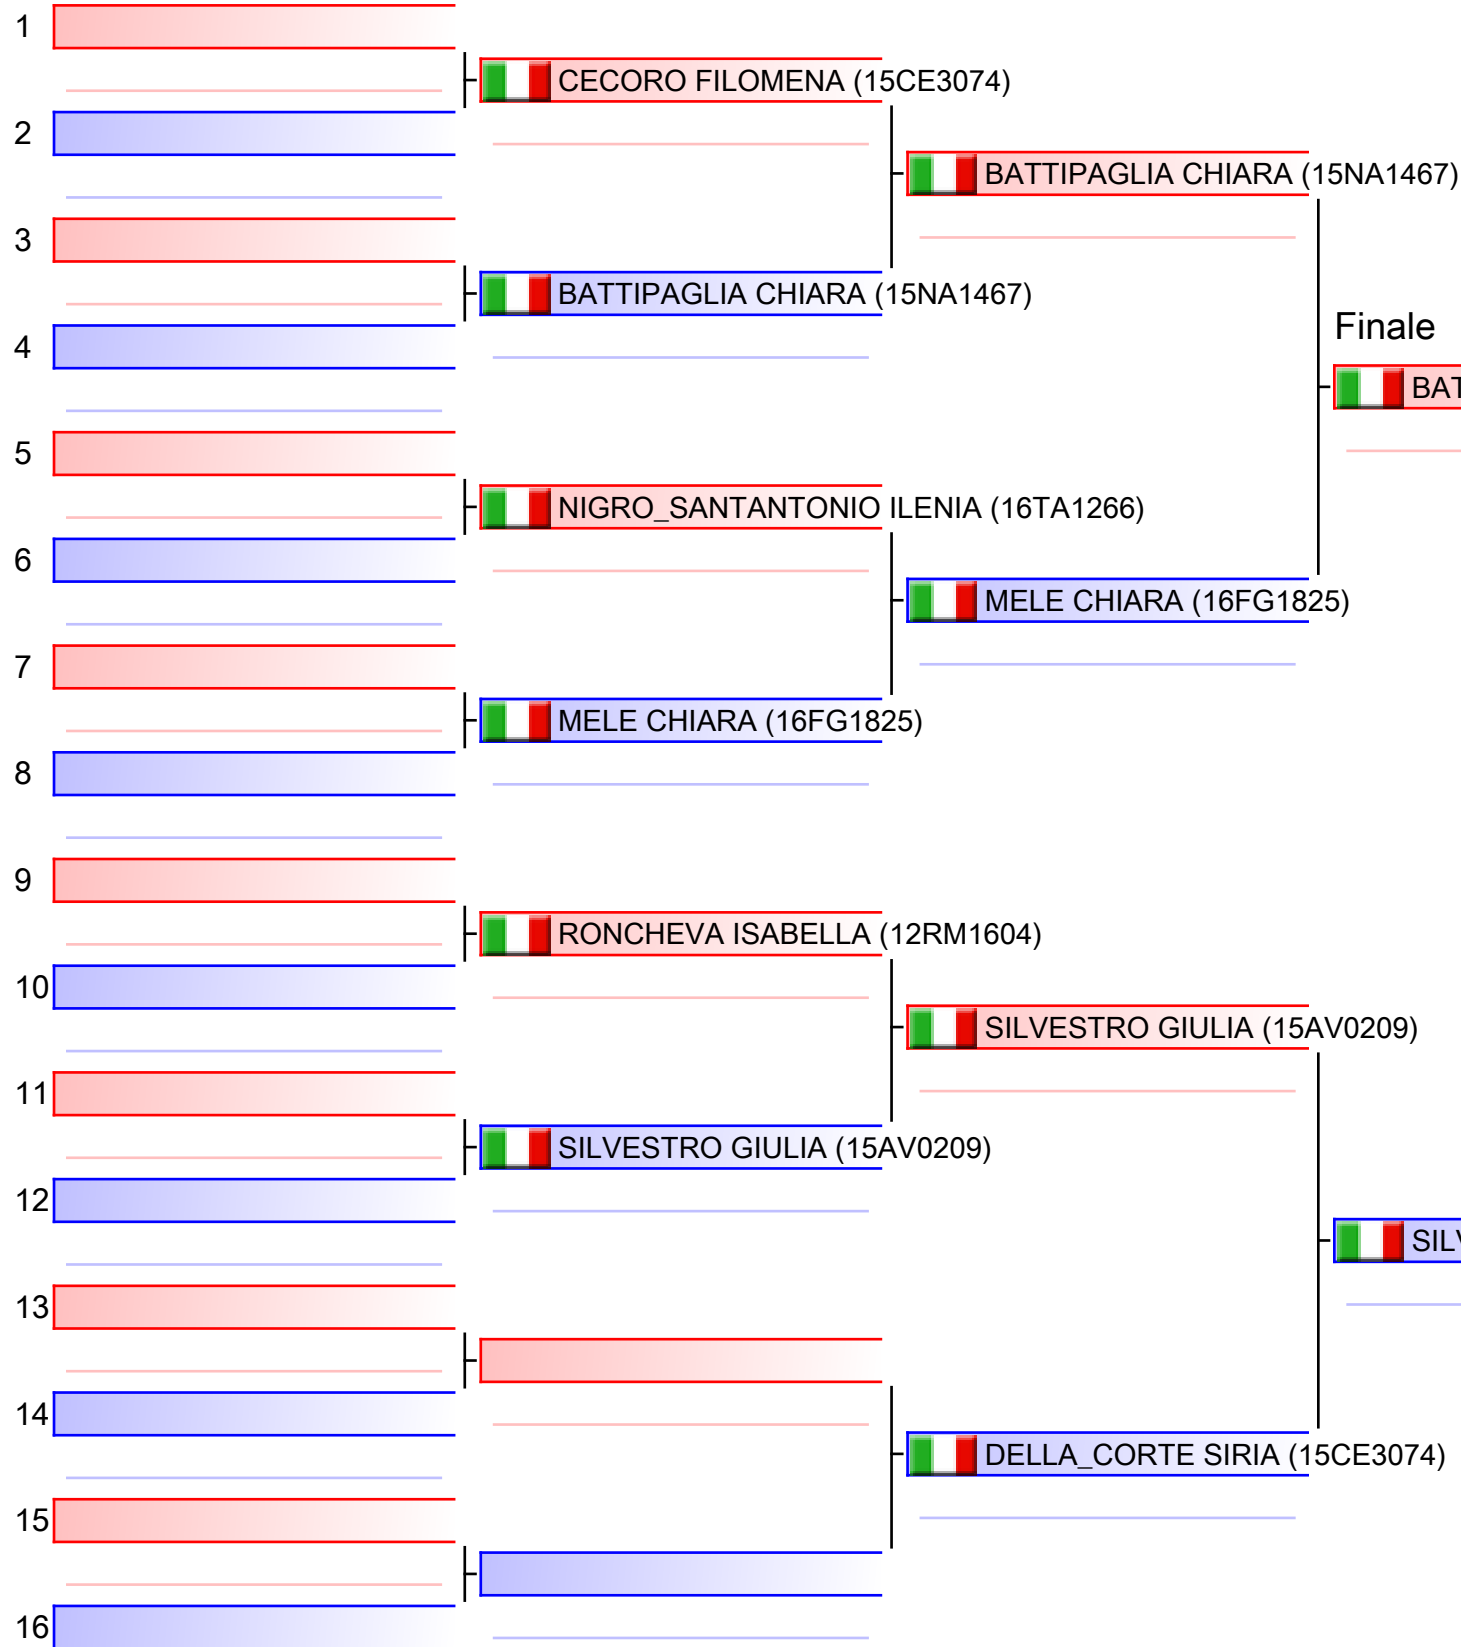 1
CECORO FILOMENA (15CE3074)
2
BATTIPAGLIA CHIARA (15NA1467)
3
BATTIPAGLIA CHIARA (15NA1467)
4
Finale
BAT
5
NIGRO_SANTANTONIO ILENIA (16TA1266)
6
MELE CHIARA (16FG1825)
7
MELE CHIARA (16FG1825)
8
9
RONCHEVA ISABELLA (12RM1604)
10
SILVESTRO GIULIA (15AV0209)
11
SILVESTRO GIULIA (15AV0209)
12
SILV
13
14
DELLA_CORTE SIRIA (15CE3074)
15
16